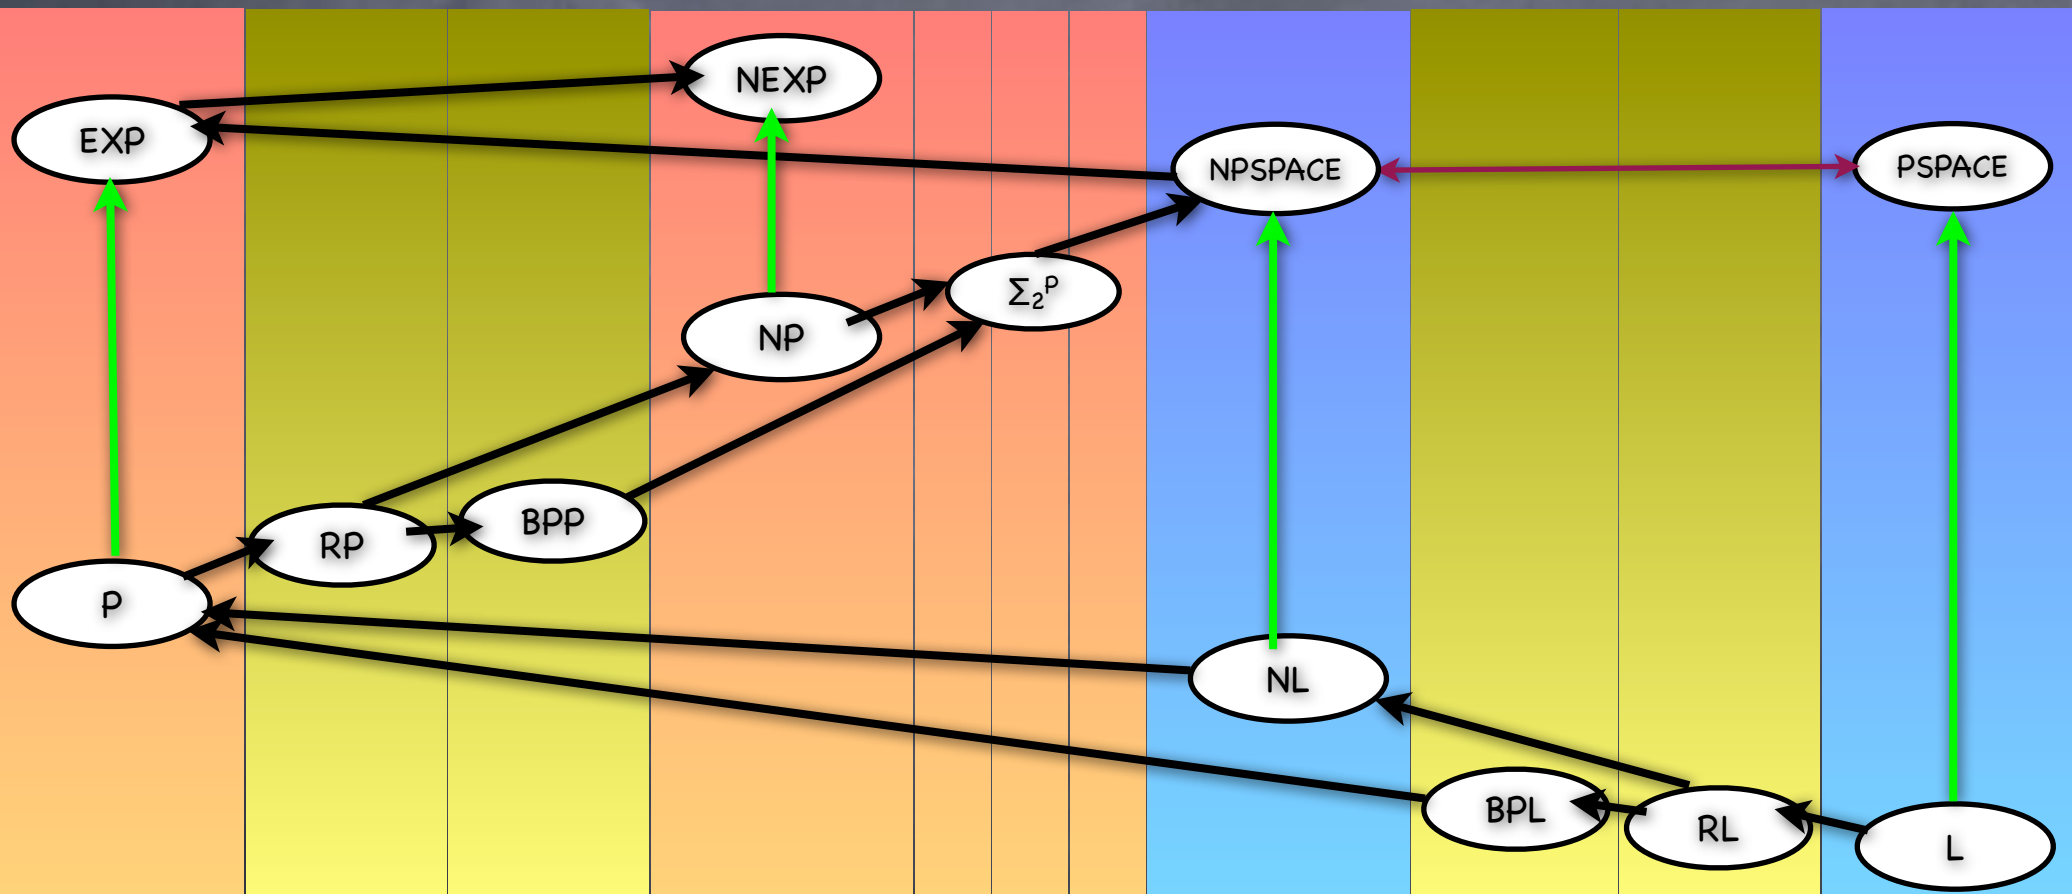 NEXP
EXP
NPSPACE
PSPACE
Σ₂ᴾ
NP
BPP
RP
P
NL
BPL
RL
L